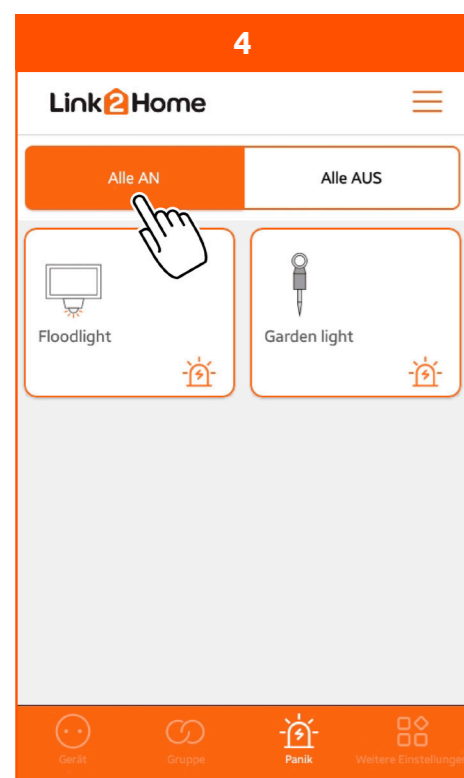 4
Link2Home
Alle AN
Alle AUS
Floodlight
Garden light
Gerät
Gruppe
Panik
Weitere Einstellungen